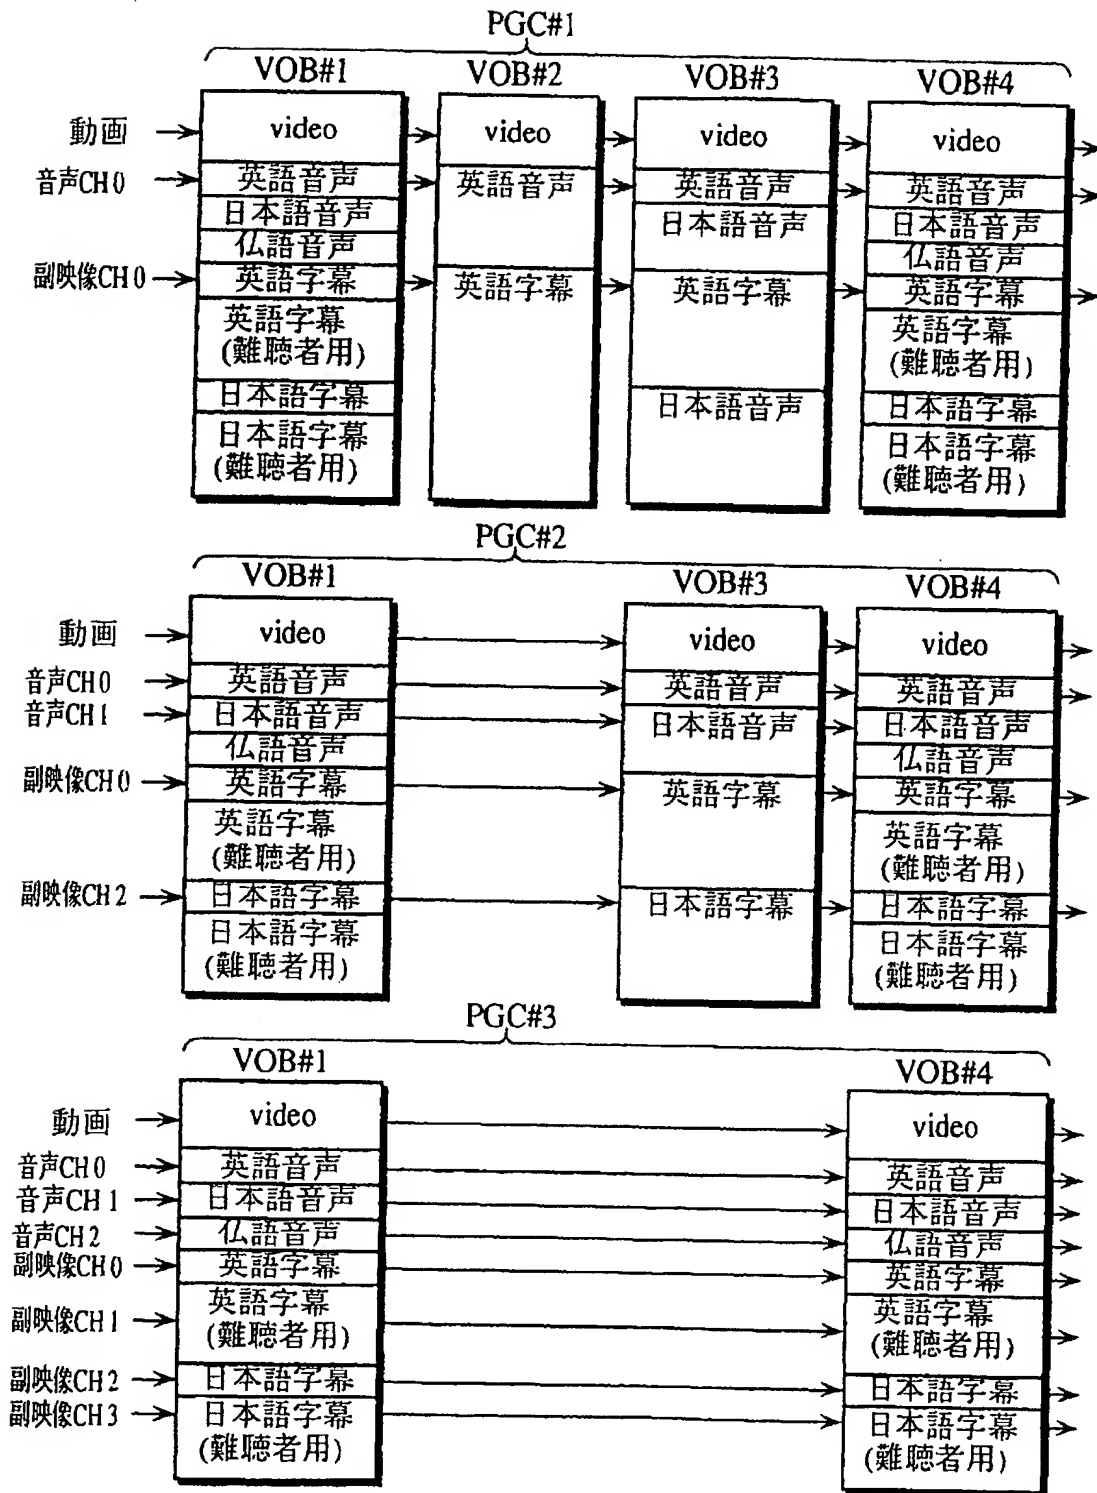 PGC#1
VOB#1 VOB#2 VOB#3 VOB#4
動画 video video video video
音声CH0 英語音声 英語音声 英語音声 英語音声
日本語音声 日本語音声 日本語音声
仏語音声 仏語音声
副映像CH0 英語字幕 英語字幕 英語字幕 英語字幕
英語字幕 英語字幕
(難聴者用) (難聴者用)
日本語字幕 日本語音声 日本語字幕
日本語字幕 日本語字幕
(難聴者用) (難聴者用)
PGC#2
VOB#1 VOB#3 VOB#4
動画 video video video
音声CH0 英語音声 英語音声 英語音声
音声CH1 日本語音声 日本語音声 日本語音声
仏語音声 仏語音声
副映像CH0 英語字幕 英語字幕 英語字幕
英語字幕 英語字幕
(難聴者用) (難聴者用)
副映像CH2 日本語字幕 日本語字幕 日本語字幕
日本語字幕 日本語字幕
(難聴者用) (難聴者用)
PGC#3
VOB#1 VOB#4
動画 video video
音声CH0 英語音声 英語音声
音声CH1 日本語音声 日本語音声
音声CH2 仏語音声 仏語音声
副映像CH0 英語字幕 英語字幕
副映像CH1 英語字幕 英語字幕
(難聴者用) (難聴者用)
副映像CH2 日本語字幕 日本語字幕
副映像CH3 日本語字幕 日本語字幕
(難聴者用) (難聴者用)